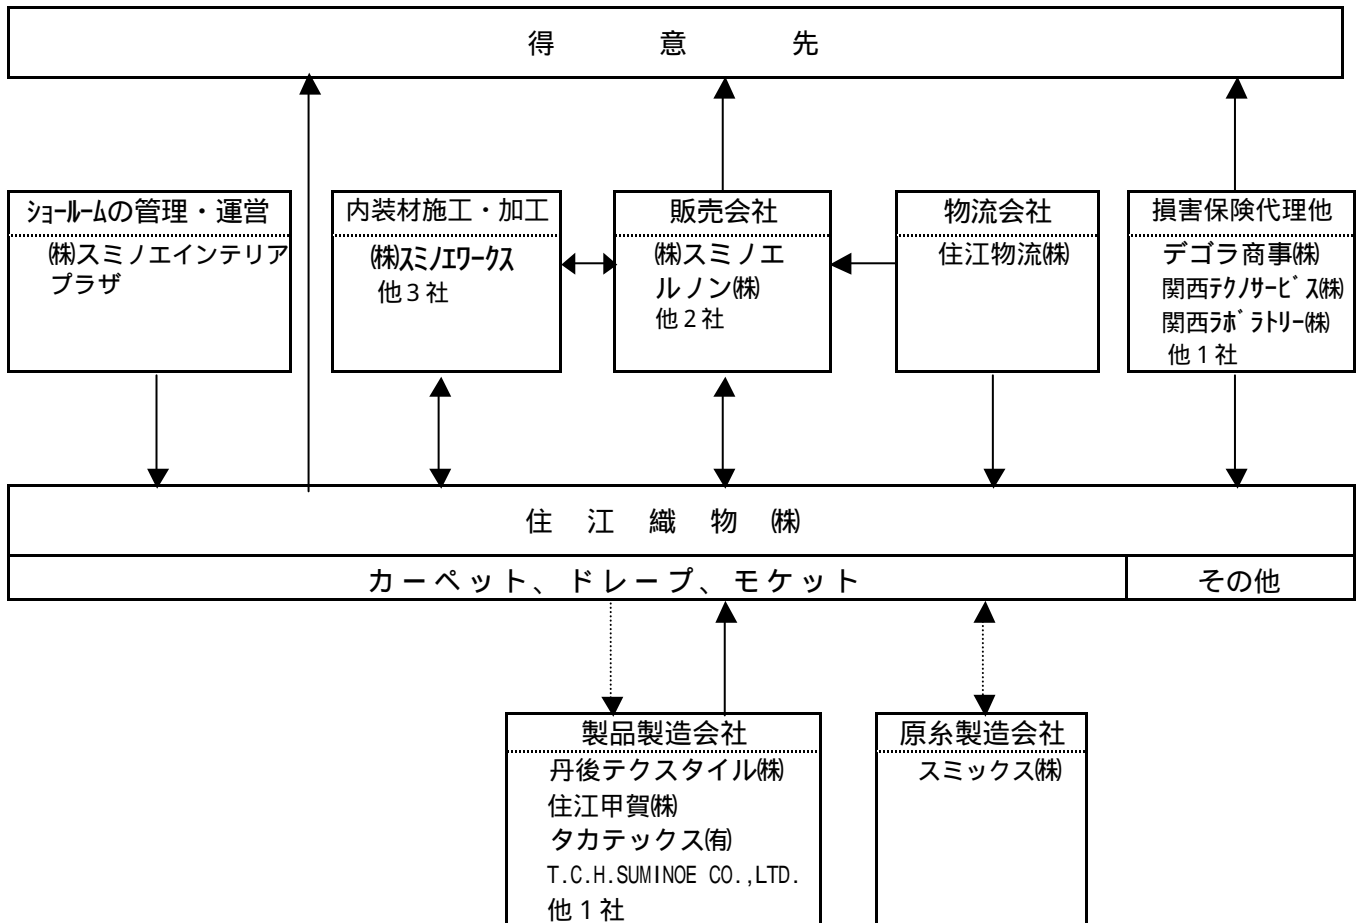 得意先
ショールームの管理・運営
㈱スミノエインテリア
プラザ
内装材施工・加工
㈱スミノエワークス
他3社
販売会社
㈱スミノエ
ルノン㈱
他2社
物流会社
住江物流㈱
損害保険代理他
デゴラ商事㈱
関西テクノサービス㈱
関西ラボラトリー㈱
他1社
住江織物㈱
カーペット、ドレープ、モケット
その他
製品製造会社
丹後テクスタイル㈱
住江甲賀㈱
タカテックス㈲
T.C.H.SUMINOE CO.,LTD.
他1社
原糸製造会社
スミックス㈱